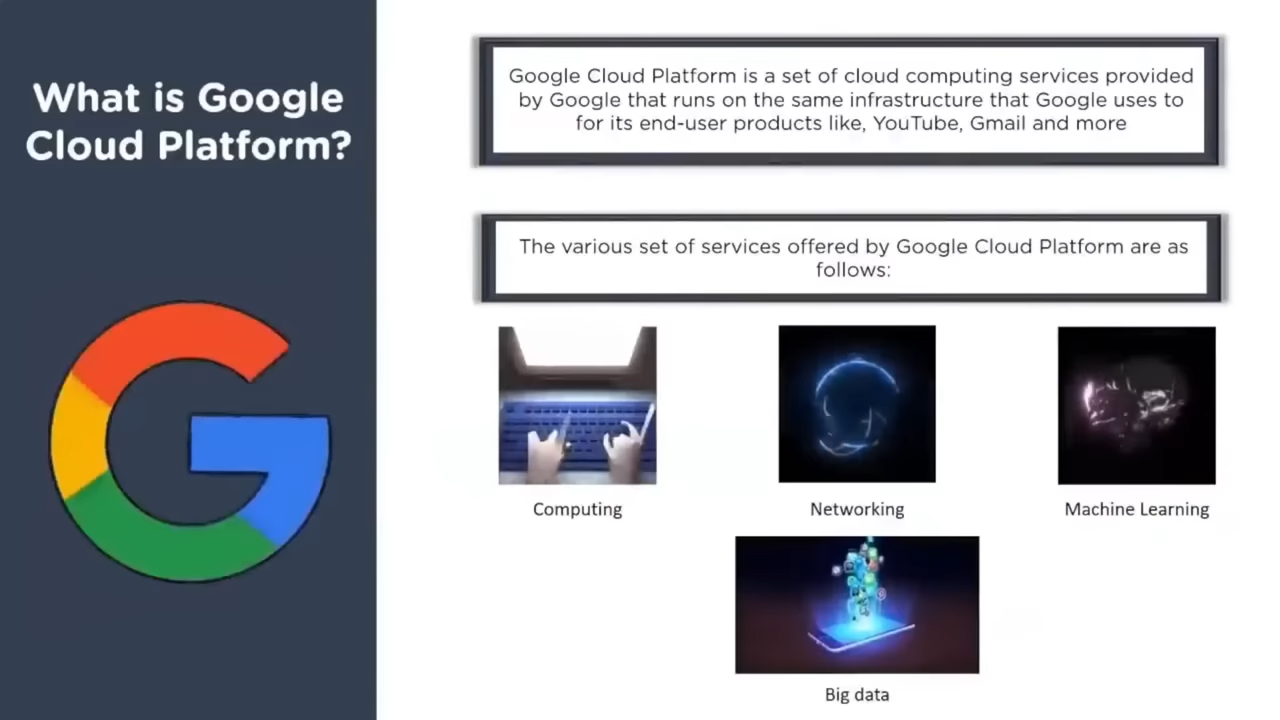 What is Google
Cloud Platform?
Google Cloud Platform is a set of cloud computing services provided
by Google that runs on the same infrastructure that Google uses to
for its end-user products like, YouTube, Gmail and more
The various set of services offered by Google Cloud Platform are as
follows:
Computing
Networking
Machine Learning
Big data